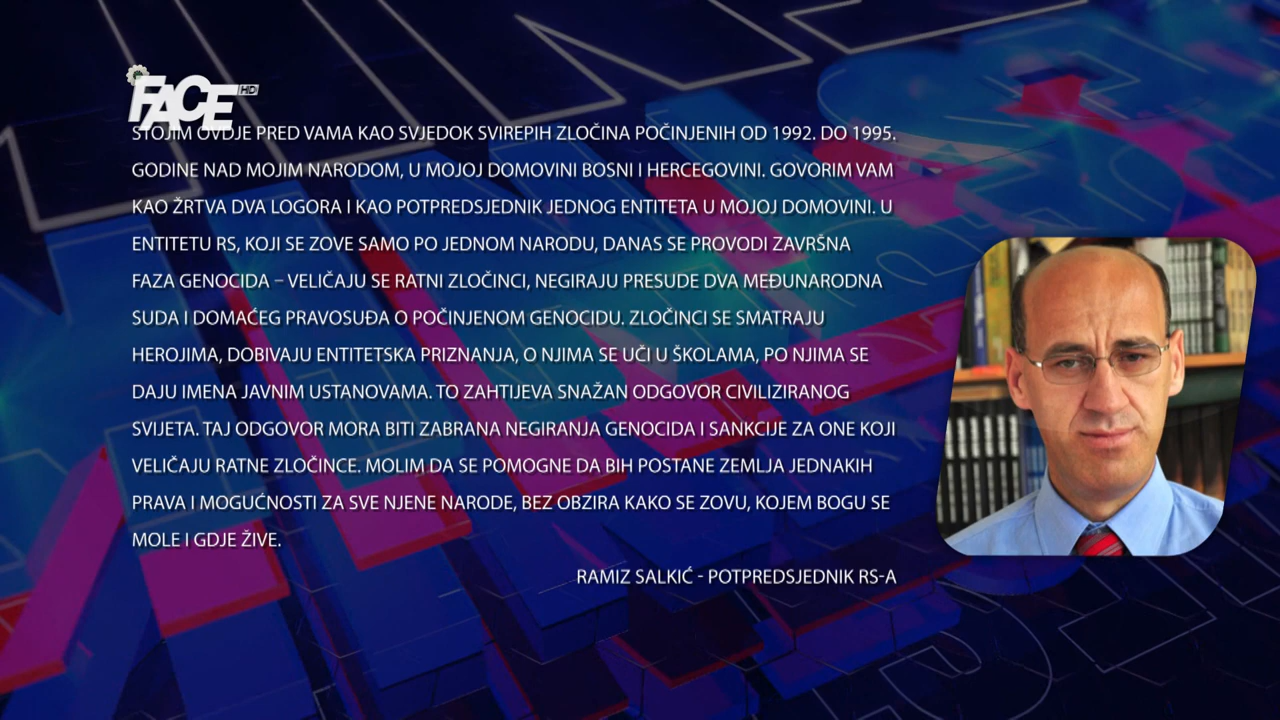 FACE HD
STOJIM OVDJE PRED VAMA KAO SVJEDOK SVIREPIH ZLOČINA POČINJENIH OD 1992. DO 1995.
GODINE NAD MOJIM NARODOM, U MOJOJ DOMOVINI BOSNI I HERCEGOVINI. GOVORIM VAM
KAO ŽRTVA DVA LOGORA I KAO POTPREDSJEDNIK JEDNOG ENTITETA U MOJOJ DOMOVINI. U
ENTITETU RS, KOJI SE ZOVE SAMO PO JEDNOM NARODU, DANAS SE PROVODI ZAVRŠNA
FAZA GENOCIDA – VELIČAJU SE RATNI ZLOČINCI, NEGIRAJU PRESUDE DVA MEĐUNARODNA
SUDA I DOMAĆEG PRAVOSUĐA O POČINJENOM GENOCIDU. ZLOČINCI SE SMATRAJU
HEROJIMA, DOBIVAJU ENTITETSKA PRIZNANJA, O NJIMA SE UČI U ŠKOLAMA, PO NJIMA SE
DAJU IMENA JAVNIM USTANOVAMA. TO ZAHTIJEVA SNAŽAN ODGOVOR CIVILIZIRANOG
SVIJETA. TAJ ODGOVOR MORA BITI ZABRANA NEGIRANJA GENOCIDA I SANKCIJE ZA ONE KOJI
VELIČAJU RATNE ZLOČINCE. MOLIM DA SE POMOGNE DA BIH POSTANE ZEMLJA JEDNAKIH
PRAVA I MOGUĆNOSTI ZA SVE NJENE NARODE, BEZ OBZIRA KAKO SE ZOVU, KOJEM BOGU SE
MOLE I GDJE ŽIVE.
RAMIZ SALKIĆ - POTPREDSJEDNIK RS-A